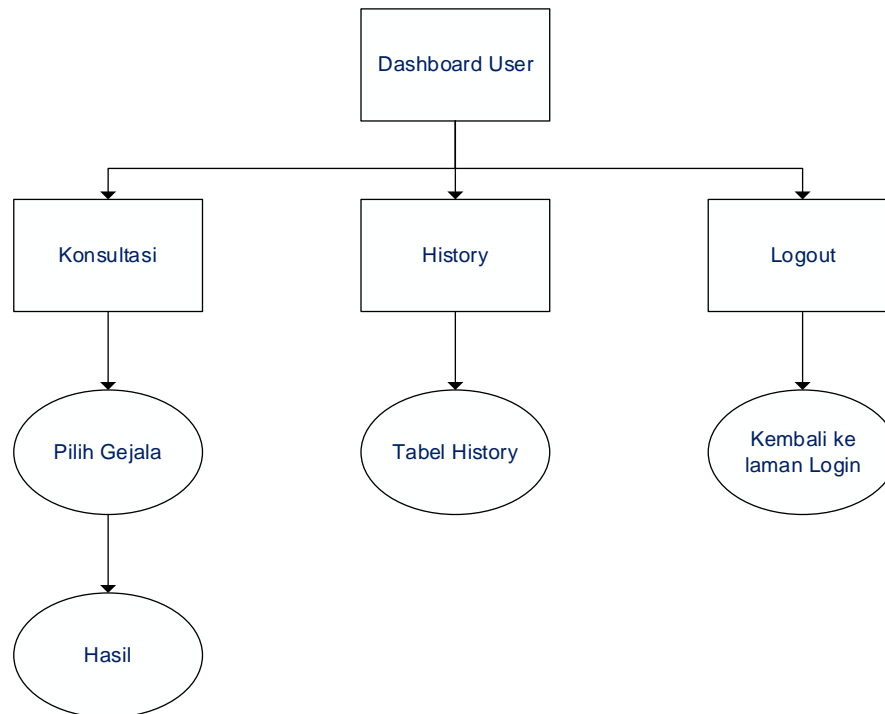 Dashboard User
Konsultasi
History
Logout
Pilih Gejala
Tabel History
Kembali ke
laman Login
Hasil